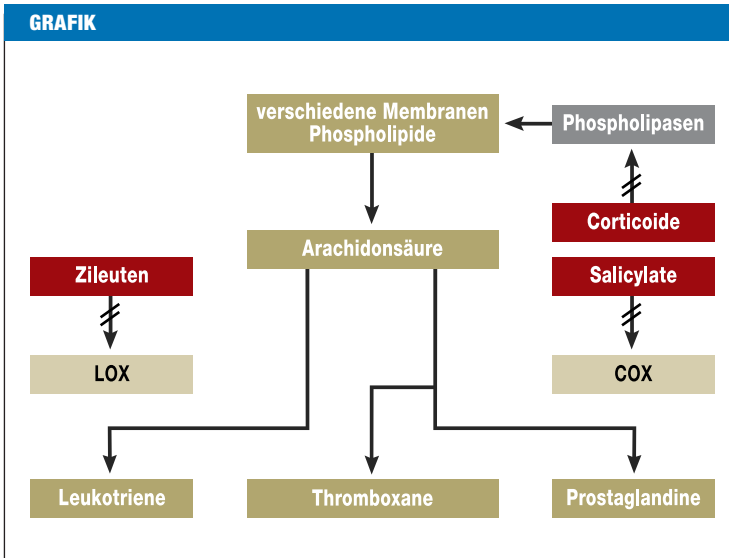 GRAFIK
verschiedene Membranen
Phospholipide
Phospholipasen
Corticoide
Arachidonsäure
Zileuten
Salicylate
LOX
COX
Leukotriene
Thromboxane
Prostaglandine